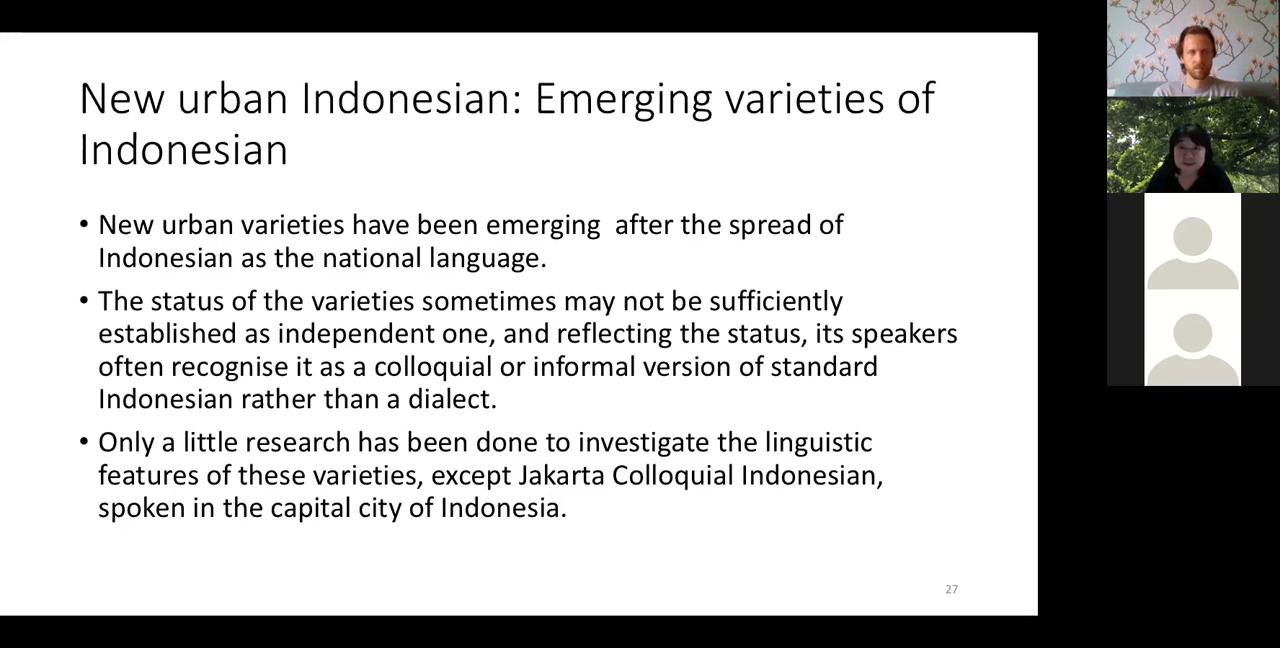 New urban Indonesian: Emerging varieties of
Indonesian
• New urban varieties have been emerging  after the spread of
Indonesian as the national language.
• The status of the varieties sometimes may not be sufficiently
established as independent one, and reflecting the status, its speakers
often recognise it as a colloquial or informal version of standard
Indonesian rather than a dialect.
• Only a little research has been done to investigate the linguistic
features of these varieties, except Jakarta Colloquial Indonesian,
spoken in the capital city of Indonesia.
27